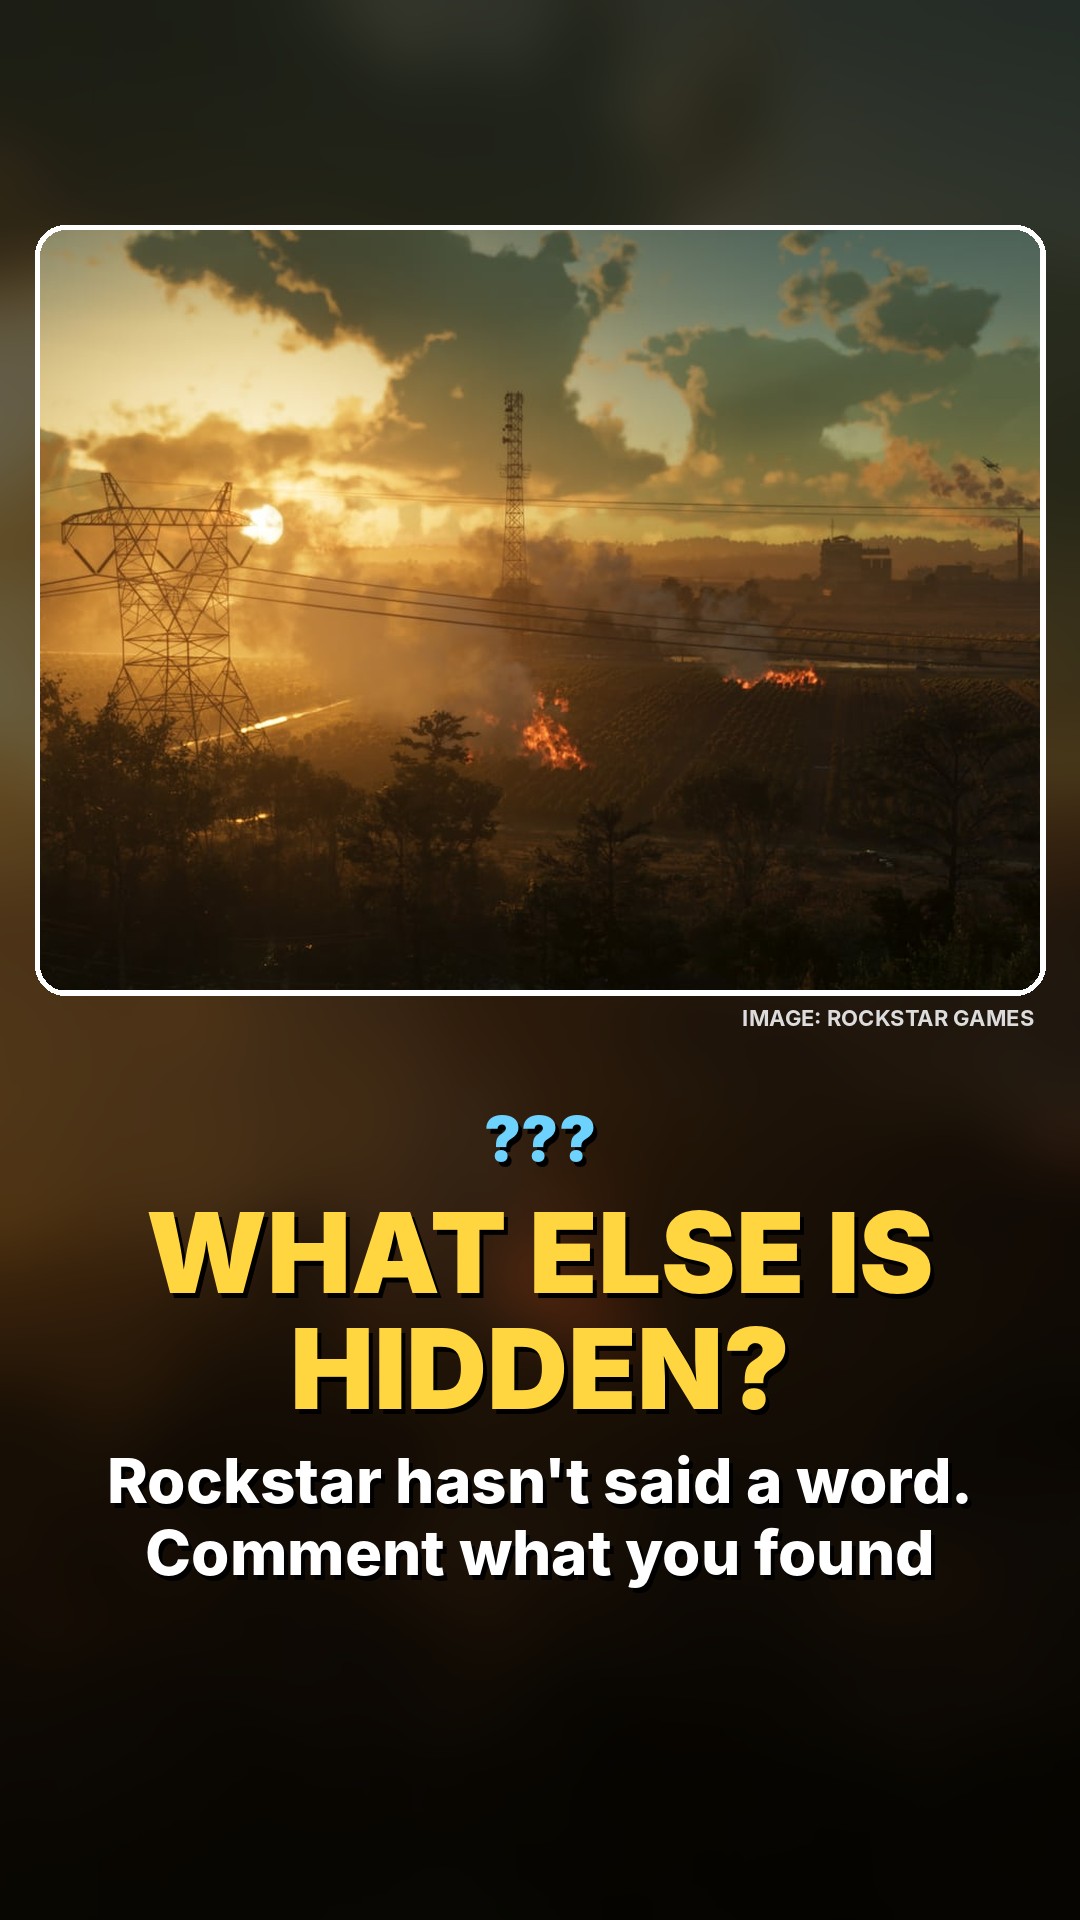 IMAGE: ROCKSTAR GAMES
???
WHAT ELSE IS
HIDDEN?
Rockstar hasn't said a word.
Comment what you found